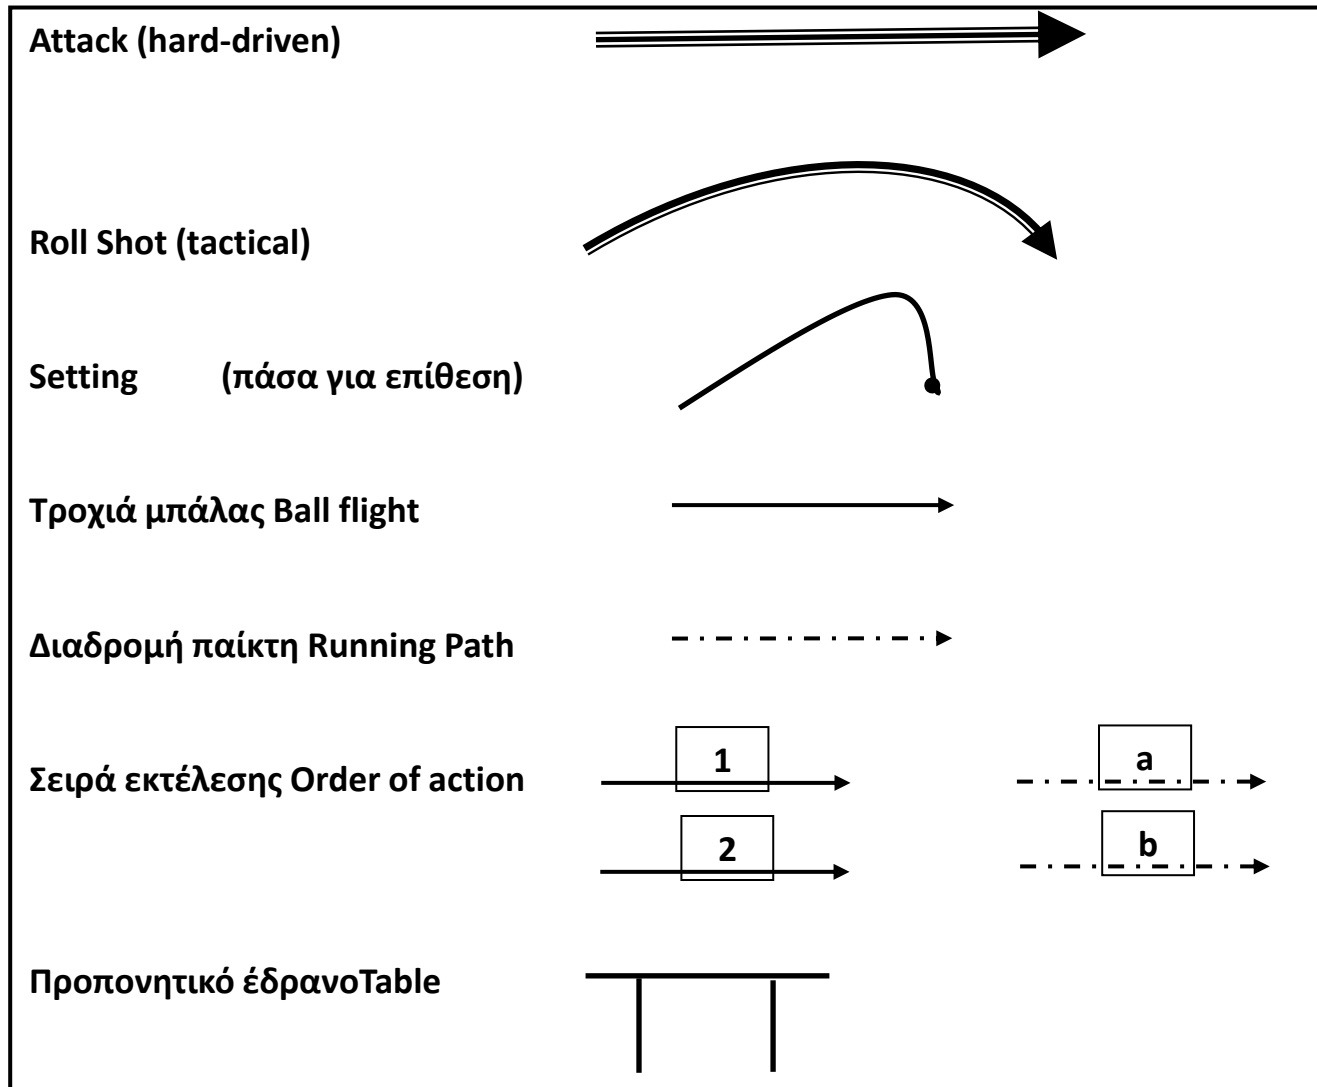 Attack (hard-driven)
Roll Shot (tactical)
Setting (πάσα για επίθεση)
Τροχιά μπάλας Ball flight
Διαδρομή παίκτη Running Path
Σειρά εκτέλεσης Order of action 1 a
2 b
Προπονητικό έδρανοTable